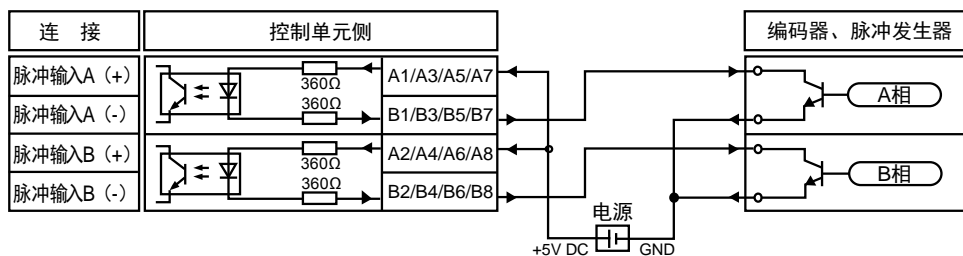 连 接
控制单元侧
编码器、脉冲发生器
脉冲输入A（+）
360Ω
A1/A3/A5/A7
脉冲输入A（-）
360Ω
B1/B3/B5/B7
A相
脉冲输入B（+）
360Ω
A2/A4/A6/A8
脉冲输入B（-）
360Ω
B2/B4/B6/B8
B相
电源
+5V DC
GND